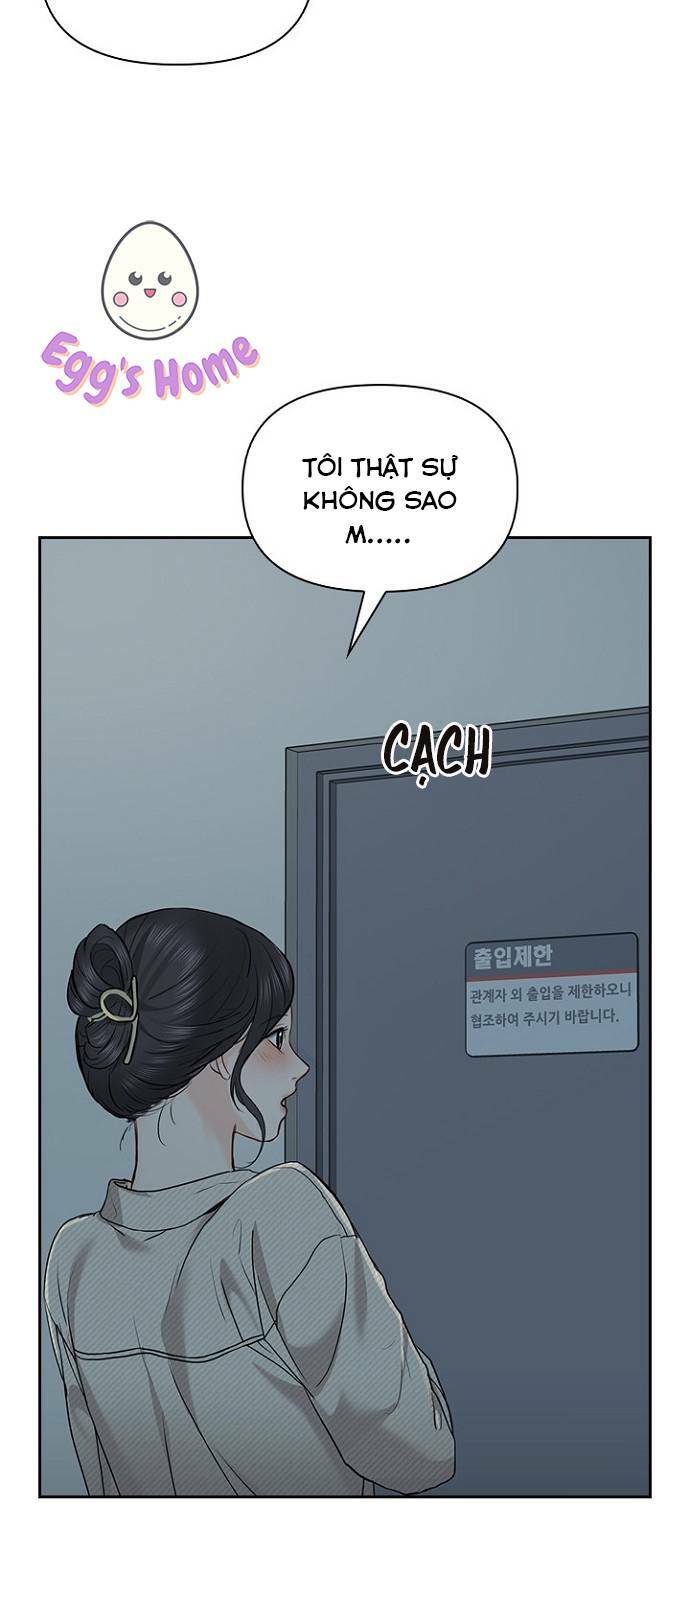 Egg's Home
TÔI THẬT SỰ
KHÔNG SAO
M.....
CẠCH
출입제한
관계자 외 출입을 제한하오니
협조하여 주시기 바랍니다.